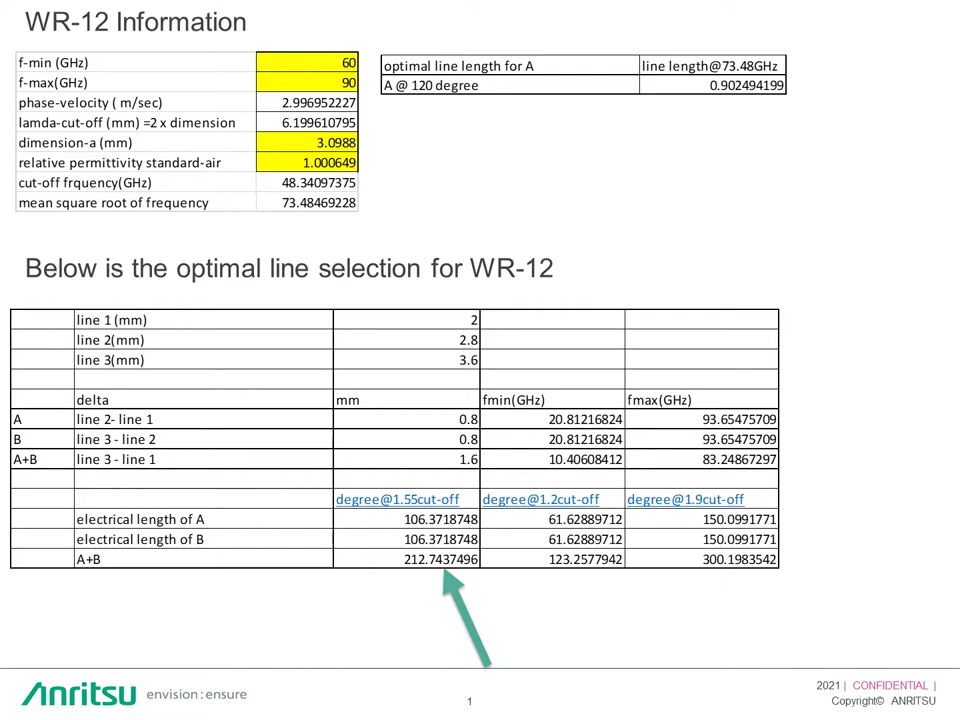 WR-12 Information
f-min (GHz) 60
f-max(GHz) 90
phase-velocity ( m/sec) 2.996952227
lamda-cut-off (mm) =2 x dimension 6.199610795
dimension-a (mm) 3.0988
relative permittivity standard-air 1.000649
cut-off frquency(GHz) 48.34097375
mean square root of frequency 73.48469228
optimal line length for A line length@73.48GHz
A @ 120 degree 0.902494199
Below is the optimal line selection for WR-12
line 1 (mm) 2
line 2(mm) 2.8
line 3(mm) 3.6
delta mm fmin(GHz) fmax(GHz)
A line 2- line 1 0.8 20.81216824 93.65475709
B line 3 - line 2 0.8 20.81216824 93.65475709
A+B line 3 - line 1 1.6 10.40608412 83.24867297
degree@1.55cut-off degree@1.2cut-off degree@1.9cut-off
electrical length of A 106.3718748 61.62889712 150.0991771
electrical length of B 106.3718748 61.62889712 150.0991771
A+B 212.7437496 123.2577942 300.1983542
Anritsu envision : ensure
1
2021 | CONFIDENTIAL |
Copyright© ANRITSU